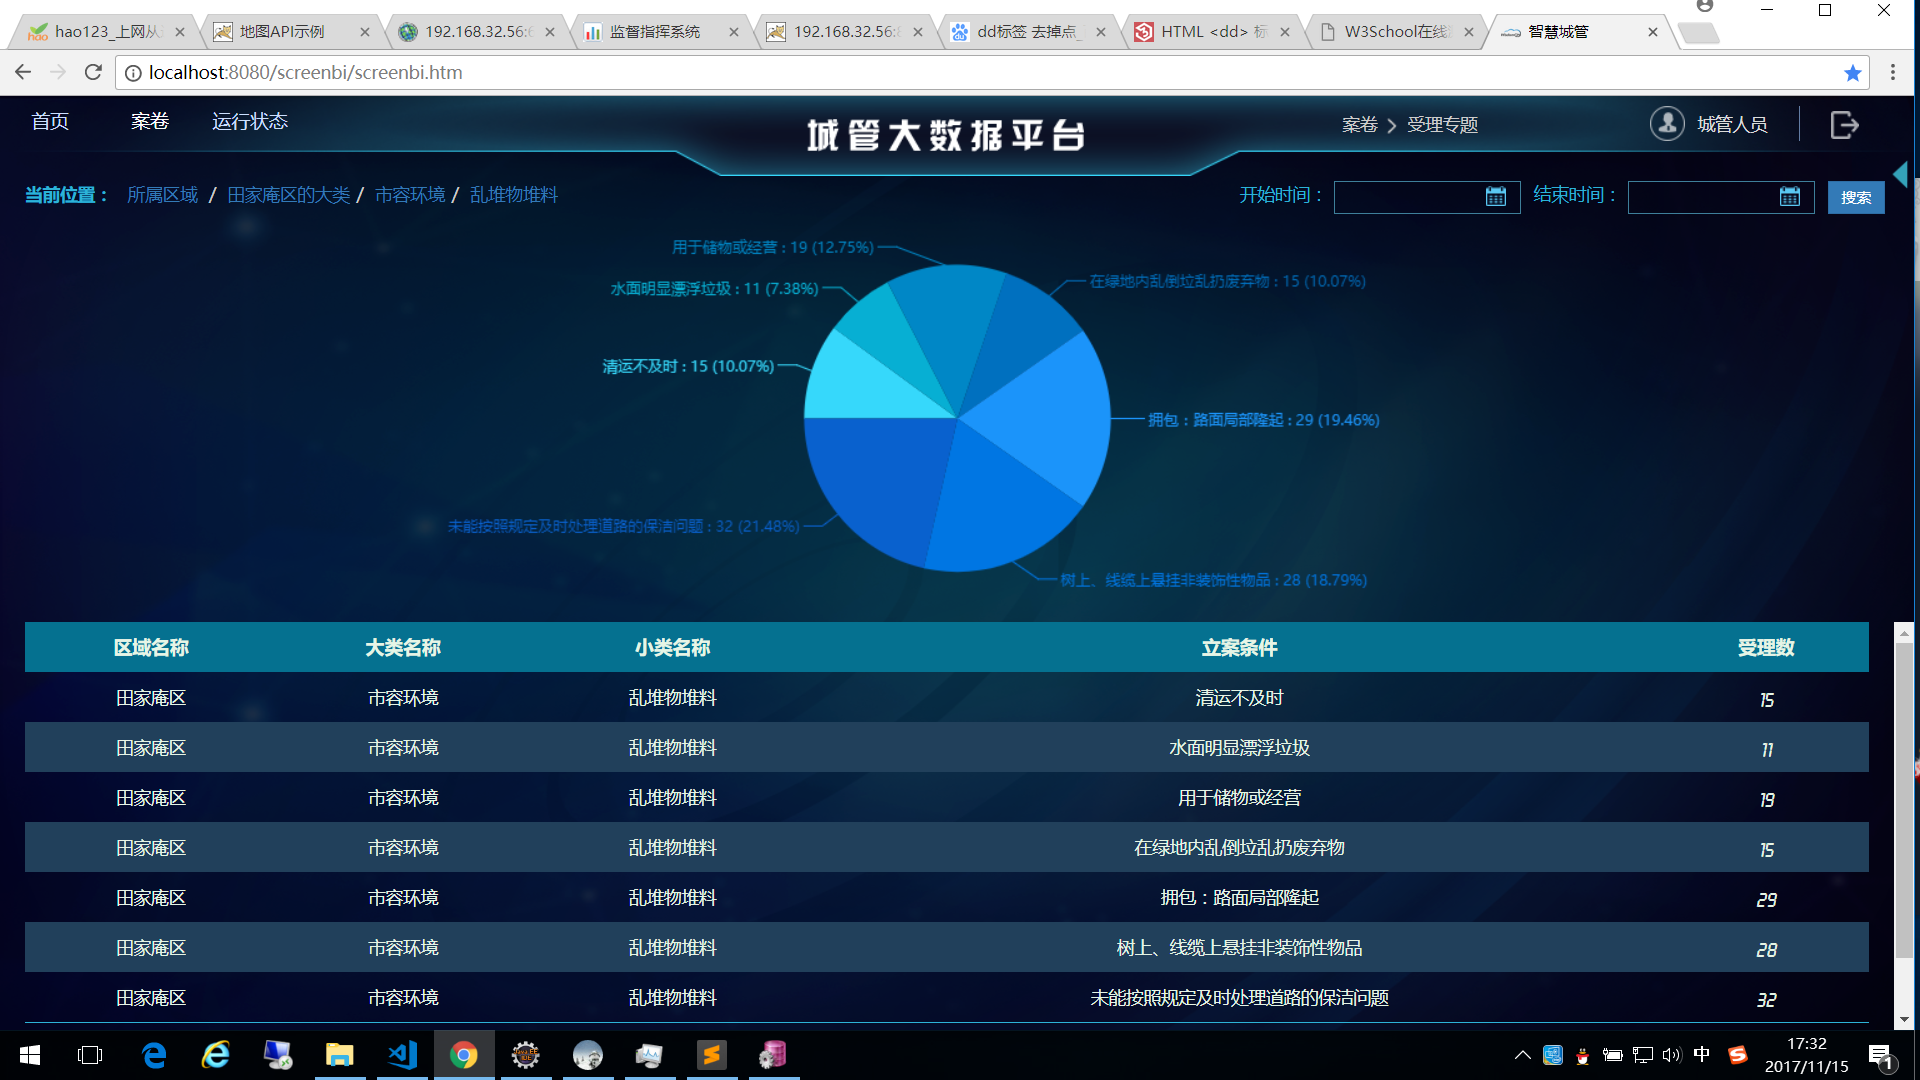 hao123_上网从
地图API示例
192.168.32.56:6
监督指挥系统
192.168.32.56:8
dd标签 去掉点_
HTML <dd> 标
W3School在线
智慧城管
localhost:8080/screenbi/screenbi.htm
首页 案卷 运行状态
城管大数据平台
案卷 > 受理专题
城管人员
当前位置： 所属区域 / 田家庵区的大类 / 市容环境 / 乱堆物堆料
开始时间： 结束时间： 搜索
用于储物或经营 : 19 (12.75%)
在绿地内乱倒垃乱扔废弃物 : 15 (10.07%)
水面明显漂浮垃圾 : 11 (7.38%)
清运不及时 : 15 (10.07%)
拥包：路面局部隆起 : 29 (19.46%)
未能按照规定及时处理道路的保洁问题 : 32 (21.48%)
树上、线缆上悬挂非装饰性物品 : 28 (18.79%)
区域名称 大类名称 小类名称 立案条件 受理数
田家庵区 市容环境 乱堆物堆料 清运不及时 15
田家庵区 市容环境 乱堆物堆料 水面明显漂浮垃圾 11
田家庵区 市容环境 乱堆物堆料 用于储物或经营 19
田家庵区 市容环境 乱堆物堆料 在绿地内乱倒垃乱扔废弃物 15
田家庵区 市容环境 乱堆物堆料 拥包：路面局部隆起 29
田家庵区 市容环境 乱堆物堆料 树上、线缆上悬挂非装饰性物品 28
田家庵区 市容环境 乱堆物堆料 未能按照规定及时处理道路的保洁问题 32
中
17:32
2017/11/15
1